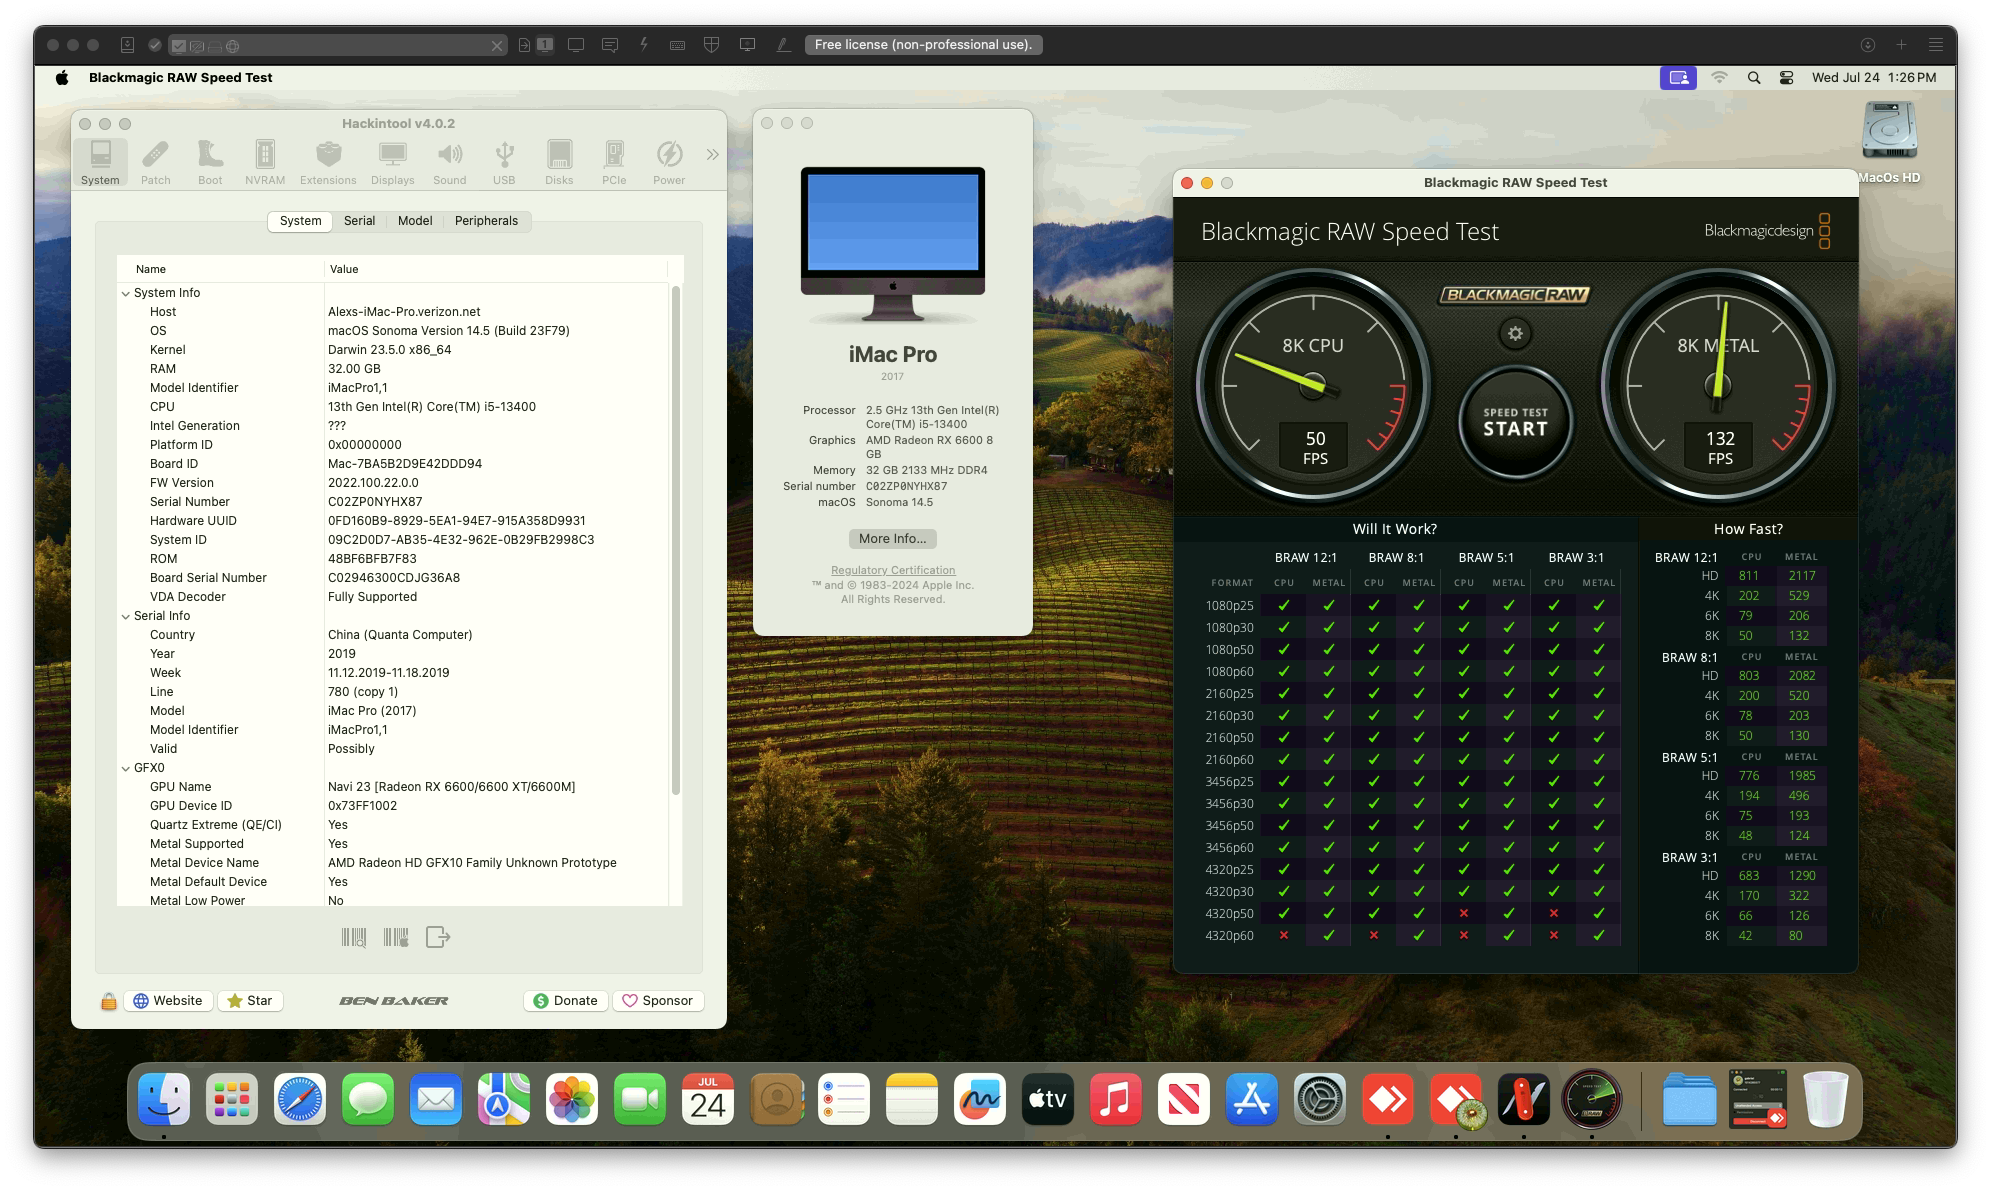 1
Free license (non-professional use).
Blackmagic RAW Speed Test
Wed Jul 24 1:26 PM
MacOs HD
Hackintool v4.0.2
System Patch Boot NVRAM Extensions Displays Sound USB Disks PCIe Power
System Serial Model Peripherals
Name Value
System Info
Host Alexs-iMac-Pro.verizon.net
OS macOS Sonoma Version 14.5 (Build 23F79)
Kernel Darwin 23.5.0 x86_64
RAM 32.00 GB
Model Identifier iMacPro1,1
CPU 13th Gen Intel(R) Core(TM) i5-13400
Intel Generation ???
Platform ID 0x00000000
Board ID Mac-7BA5B2D9E42DDD94
FW Version 2022.100.22.0.0
Serial Number C02ZP0NYHX87
Hardware UUID 0FD160B9-8929-5EA1-94E7-915A358D9931
System ID 09C2D0D7-AB35-4E32-962E-0B29FB2998C3
ROM 48BF6BFB7F83
Board Serial Number C02946300CDJG36A8
VDA Decoder Fully Supported
Serial Info
Country China (Quanta Computer)
Year 2019
Week 11.12.2019-11.18.2019
Line 780 (copy 1)
Model iMac Pro (2017)
Model Identifier iMacPro1,1
Valid Possibly
GFX0
GPU Name Navi 23 [Radeon RX 6600/6600 XT/6600M]
GPU Device ID 0x73FF1002
Quartz Extreme (QE/CI) Yes
Metal Supported Yes
Metal Device Name AMD Radeon HD GFX10 Family Unknown Prototype
Metal Default Device Yes
Metal Low Power No
Website Star BEN BAKER Donate Sponsor
iMac Pro
2017
Processor 2.5 GHz 13th Gen Intel(R)
Core(TM) i5-13400
Graphics AMD Radeon RX 6600 8
GB
Memory 32 GB 2133 MHz DDR4
Serial number C02ZP0NYHX87
macOS Sonoma 14.5
More Info...
Regulatory Certification
™ and © 1983-2024 Apple Inc.
All Rights Reserved.
Blackmagic RAW Speed Test
Blackmagic RAW Speed Test Blackmagicdesign
BLACKMAGIC RAW
8K CPU
50
FPS
SPEED TEST
START
8K METAL
132
FPS
Will It Work?
BRAW 12:1 BRAW 8:1 BRAW 5:1 BRAW 3:1
FORMAT CPU METAL CPU METAL CPU METAL CPU METAL
1080p25 ✓ ✓ ✓ ✓ ✓ ✓ ✓ ✓
1080p30 ✓ ✓ ✓ ✓ ✓ ✓ ✓ ✓
1080p50 ✓ ✓ ✓ ✓ ✓ ✓ ✓ ✓
1080p60 ✓ ✓ ✓ ✓ ✓ ✓ ✓ ✓
2160p25 ✓ ✓ ✓ ✓ ✓ ✓ ✓ ✓
2160p30 ✓ ✓ ✓ ✓ ✓ ✓ ✓ ✓
2160p50 ✓ ✓ ✓ ✓ ✓ ✓ ✓ ✓
2160p60 ✓ ✓ ✓ ✓ ✓ ✓ ✓ ✓
3456p25 ✓ ✓ ✓ ✓ ✓ ✓ ✓ ✓
3456p30 ✓ ✓ ✓ ✓ ✓ ✓ ✓ ✓
3456p50 ✓ ✓ ✓ ✓ ✓ ✓ ✓ ✓
3456p60 ✓ ✓ ✓ ✓ ✓ ✓ ✓ ✓
4320p25 ✓ ✓ ✓ ✓ ✓ ✓ ✓ ✓
4320p30 ✓ ✓ ✓ ✓ ✓ ✓ ✓ ✓
4320p50 ✓ ✓ ✓ ✓ × ✓ × ✓
4320p60 × ✓ × ✓ × ✓ × ✓
How Fast?
BRAW 12:1 CPU METAL
HD 811 2117
4K 202 529
6K 79 206
8K 50 132
BRAW 8:1 CPU METAL
HD 803 2082
4K 200 520
6K 78 203
8K 50 130
BRAW 5:1 CPU METAL
HD 776 1985
4K 194 496
6K 75 193
8K 48 124
BRAW 3:1 CPU METAL
HD 683 1290
4K 170 322
6K 66 126
8K 42 80
JUL
24
tv